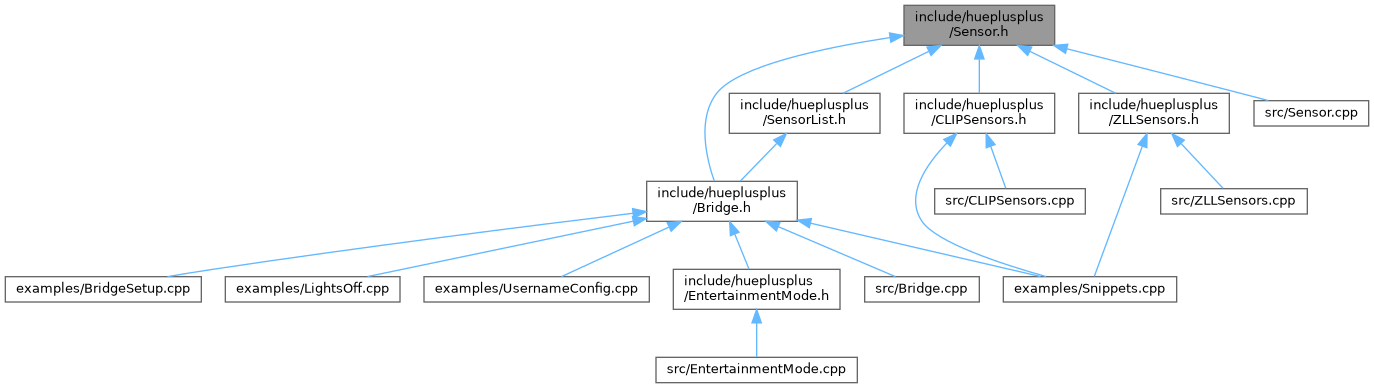 include/hueplusplus
/Sensor.h
include/hueplusplus
/SensorList.h
include/hueplusplus
/CLIPSensors.h
include/hueplusplus
/ZLLSensors.h
src/Sensor.cpp
include/hueplusplus
/Bridge.h
src/CLIPSensors.cpp
src/ZLLSensors.cpp
examples/BridgeSetup.cpp
examples/LightsOff.cpp
examples/UsernameConfig.cpp
include/hueplusplus
/EntertainmentMode.h
src/Bridge.cpp
examples/Snippets.cpp
src/EntertainmentMode.cpp